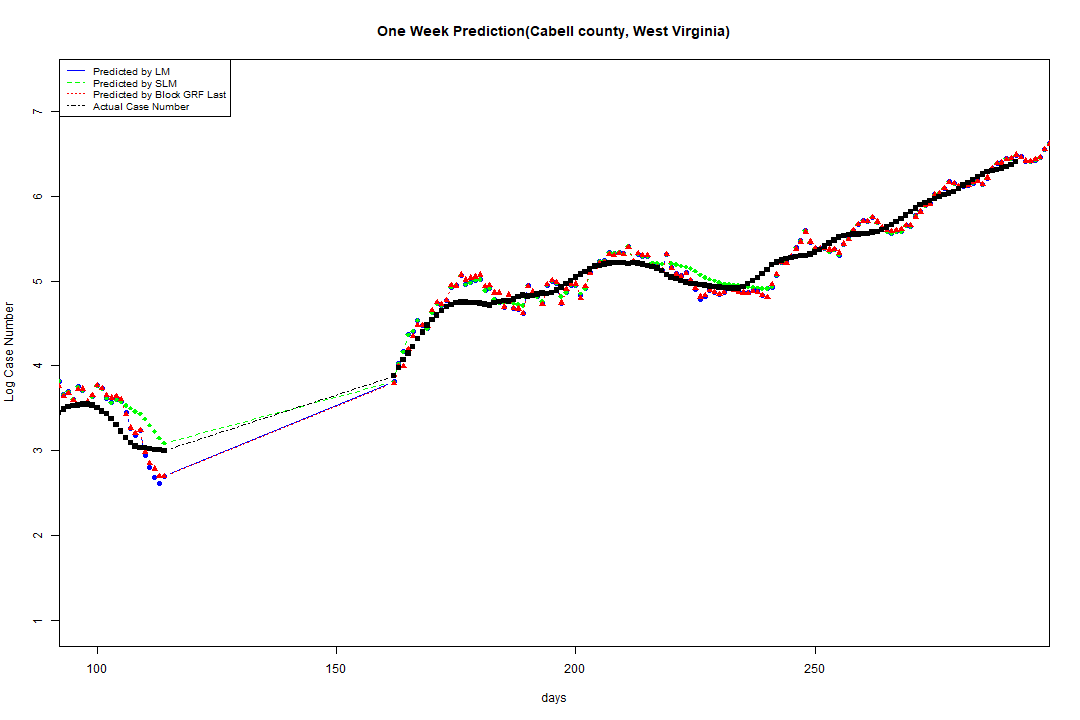 One Week Prediction(Cabell county, West Virginia)
Predicted by LM
Predicted by SLM
Predicted by Block GRF Last
Actual Case Number
Log Case Number
7
6
5
4
3
2
1
100 150 200 250
days